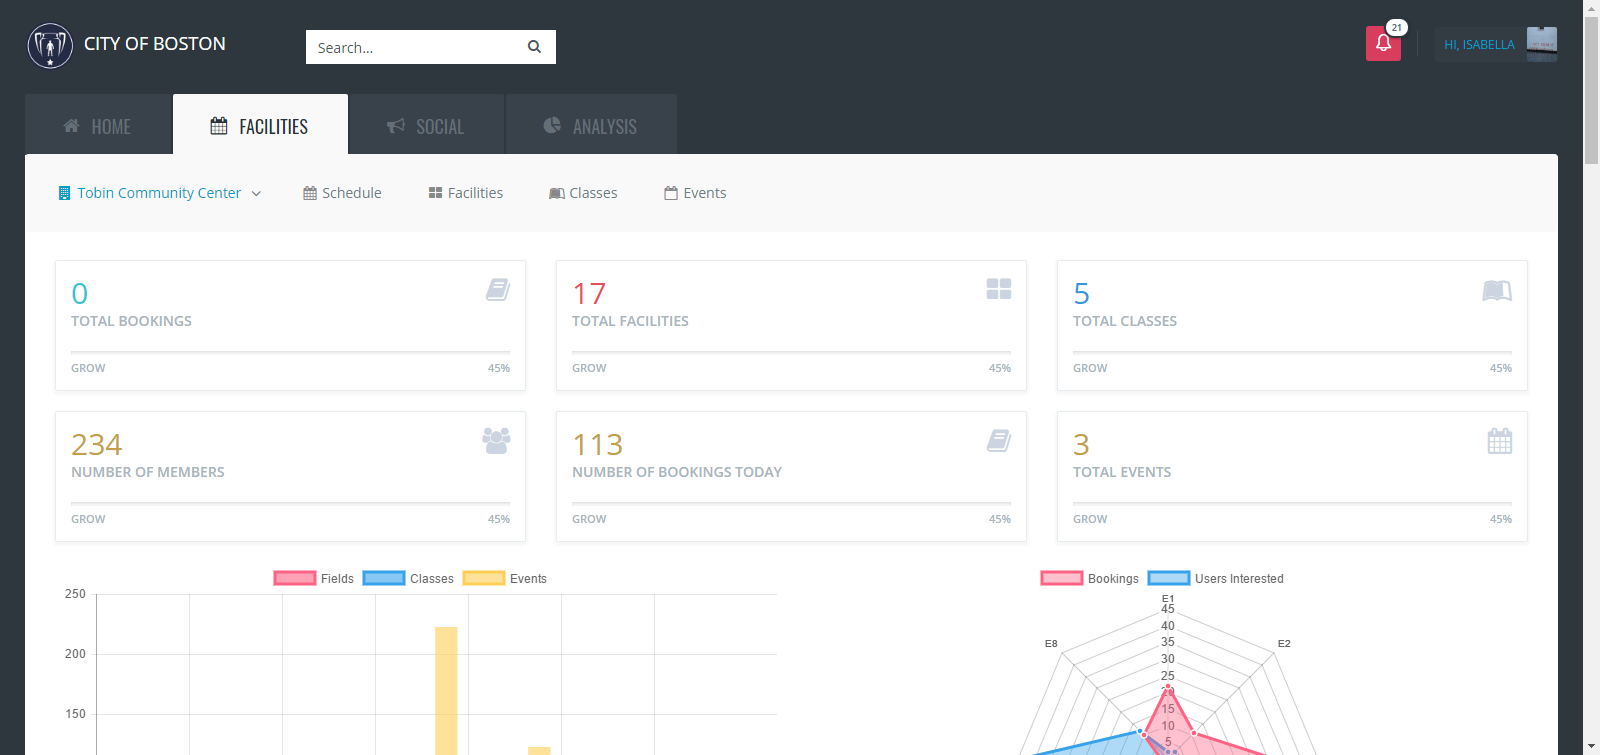 CITY OF BOSTON
Search...
21
HI, ISABELLA
HOME
FACILITIES
SOCIAL
ANALYSIS
Tobin Community Center
Schedule
Facilities
Classes
Events
0
TOTAL BOOKINGS
GROW 45%
17
TOTAL FACILITIES
GROW 45%
5
TOTAL CLASSES
GROW 45%
234
NUMBER OF MEMBERS
GROW 45%
113
NUMBER OF BOOKINGS TODAY
GROW 45%
3
TOTAL EVENTS
GROW 45%
Fields Classes Events
250
200
150
Bookings Users Interested
E1
45
40
E8 35 E2
30
25
20
15
10
5